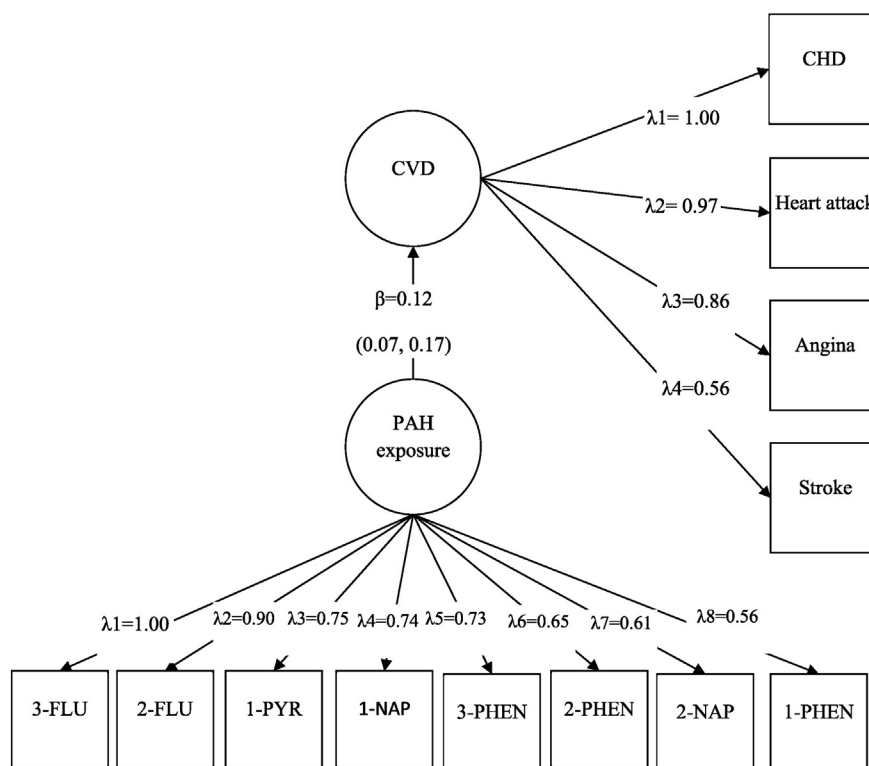 CHD
λ1= 1.00
CVD
λ2= 0.97
Heart attack
β=0.12
λ3=0.86
(0.07, 0.17)
Angina
λ4=0.56
PAH
exposure
Stroke
λ1=1.00
λ2=0.90
λ3=0.75
λ4=0.74
λ5=0.73
λ6=0.65
λ7=0.61
λ8=0.56
3-FLU
2-FLU
1-PYR
1-NAP
3-PHEN
2-PHEN
2-NAP
1-PHEN